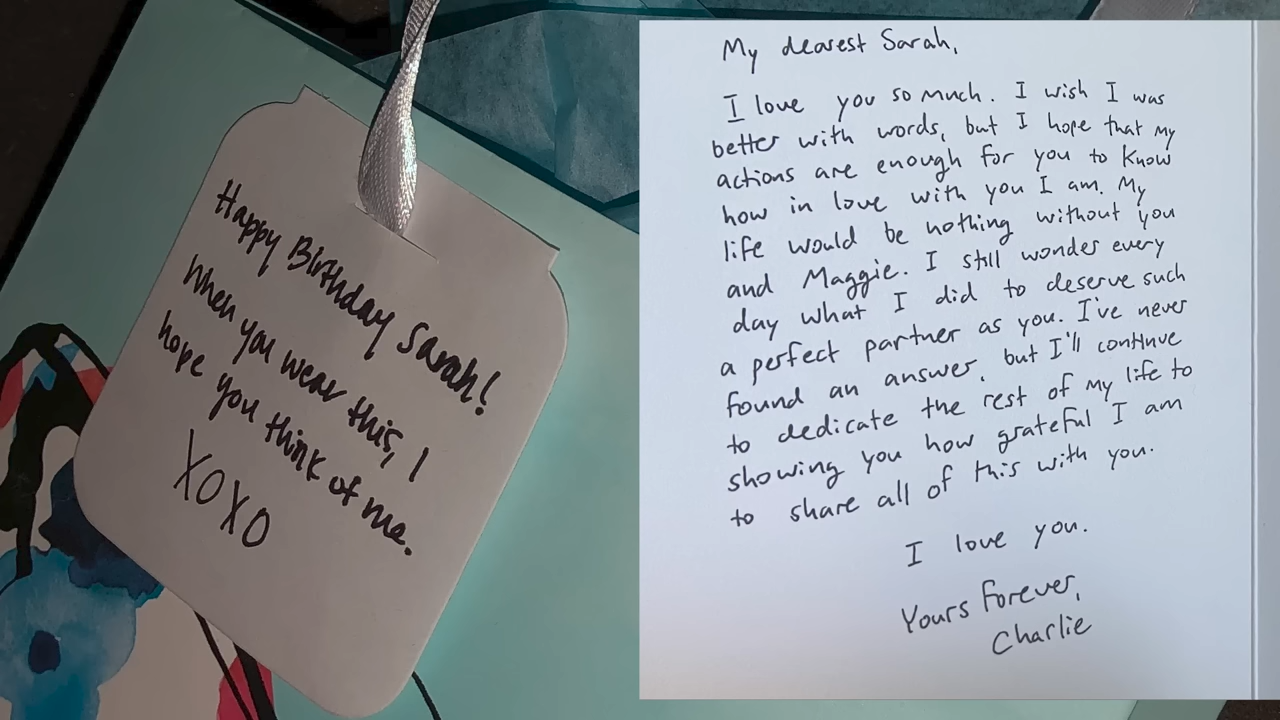 Happy Birthday Sarah!
When you wear this, I
hope you think of me.
XOXO
My dearest Sarah,
I love you so much. I wish I was
better with words, but I hope that my
actions are enough for you to know
how in love with you I am. My
life would be nothing without you
and Maggie. I still wonder every
day what I did to deserve such
a perfect partner as you. I've never
found an answer, but I'll continue
to dedicate the rest of my life to
showing you how grateful I am
to share all of this with you.
I love you.
Yours forever,
Charlie